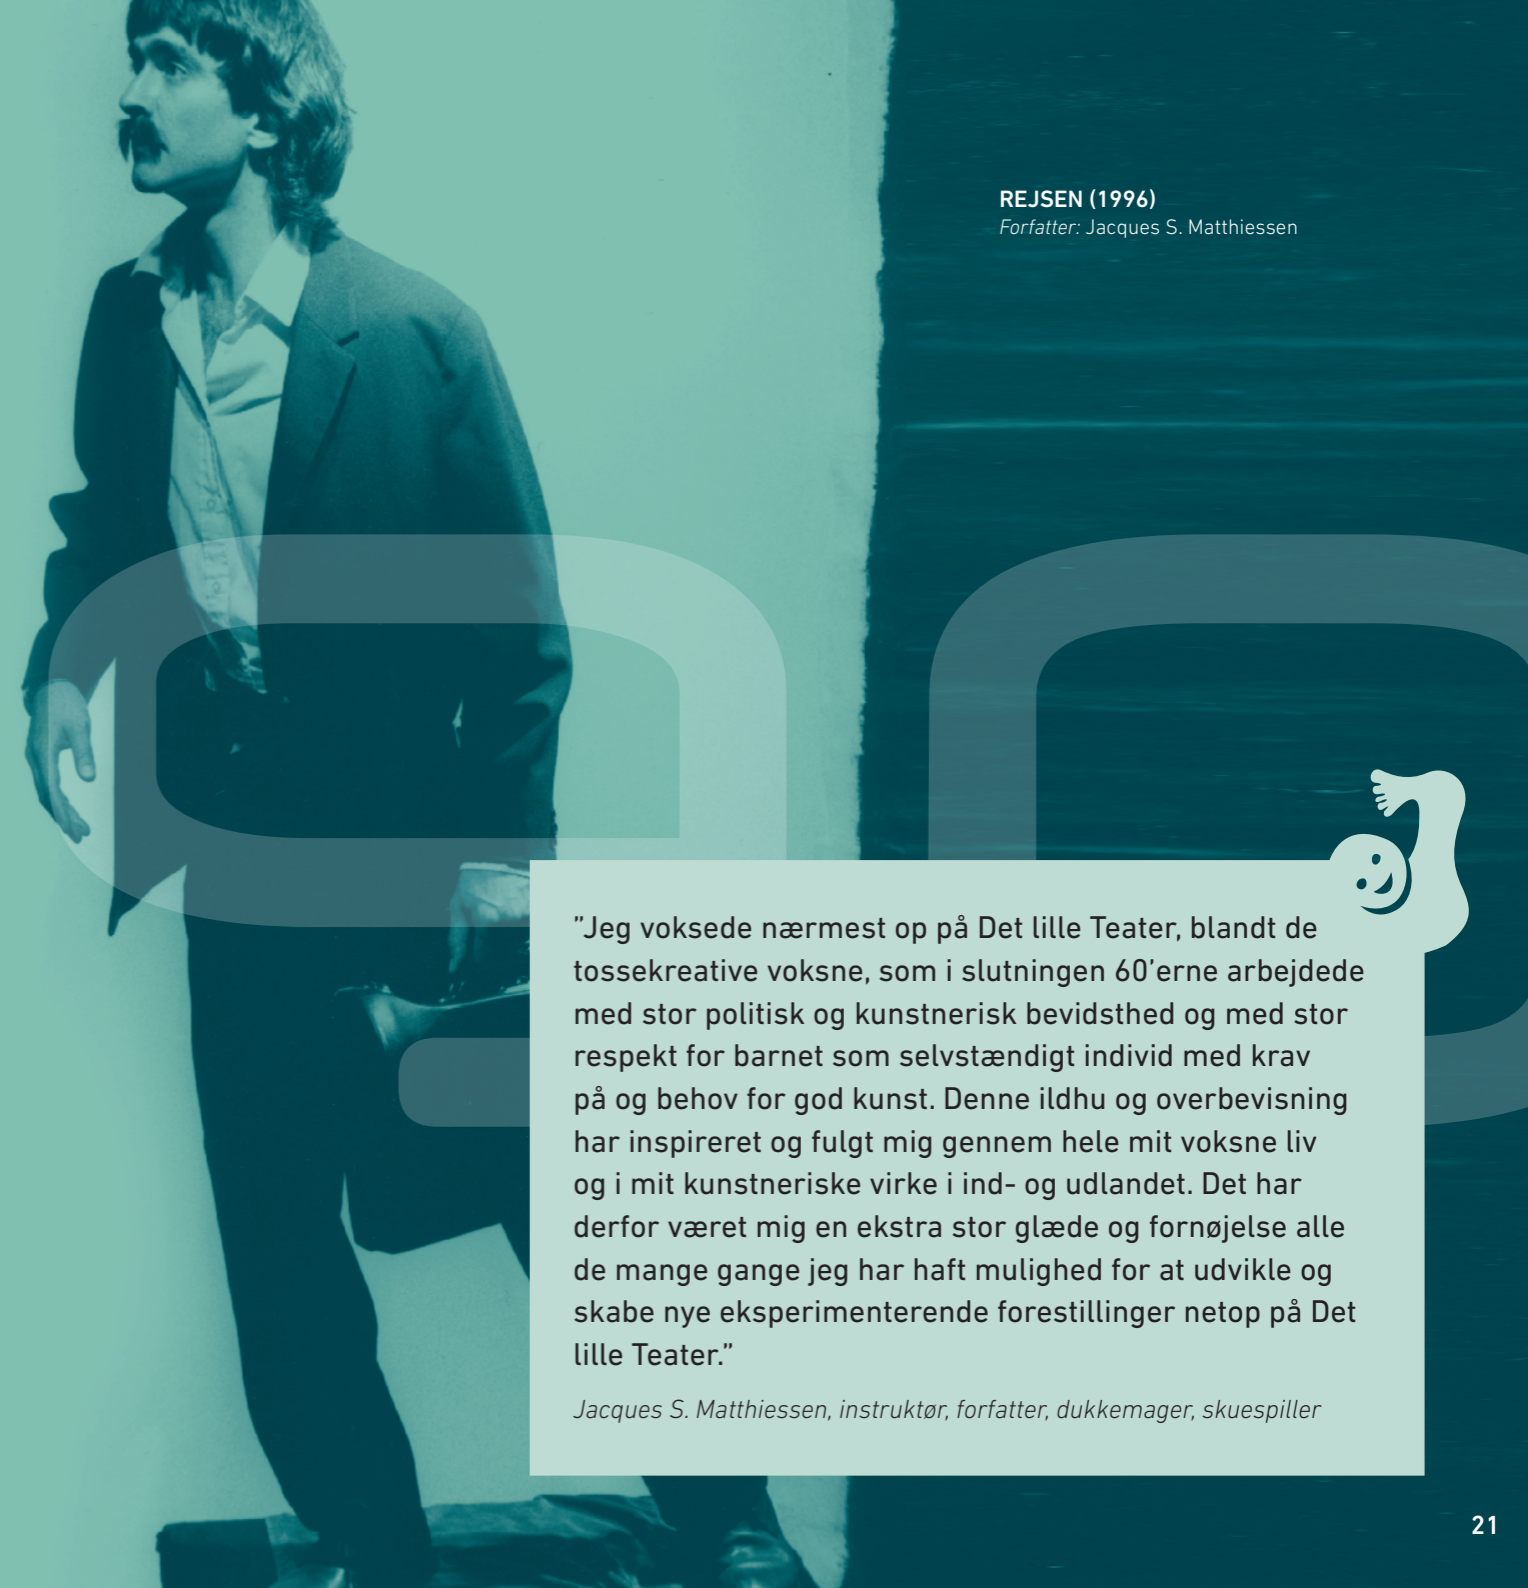 REJSEN (1996)
Forfatter: Jacques S. Matthiessen
”Jeg voksede nærmest op på Det lille Teater, blandt de
tossekreative voksne, som i slutningen 60’erne arbejdede
med stor politisk og kunstnerisk bevidsthed og med stor
respekt for barnet som selvstændigt individ med krav
på og behov for god kunst. Denne ildhu og overbevisning
har inspireret og fulgt mig gennem hele mit voksne liv
og i mit kunstneriske virke i ind- og udlandet. Det har
derfor været mig en ekstra stor glæde og fornøjelse alle
de mange gange jeg har haft mulighed for at udvikle og
skabe nye eksperimenterende forestillinger netop på Det
lille Teater.”
Jacques S. Matthiessen, instruktør, forfatter, dukkemager, skuespiller
21